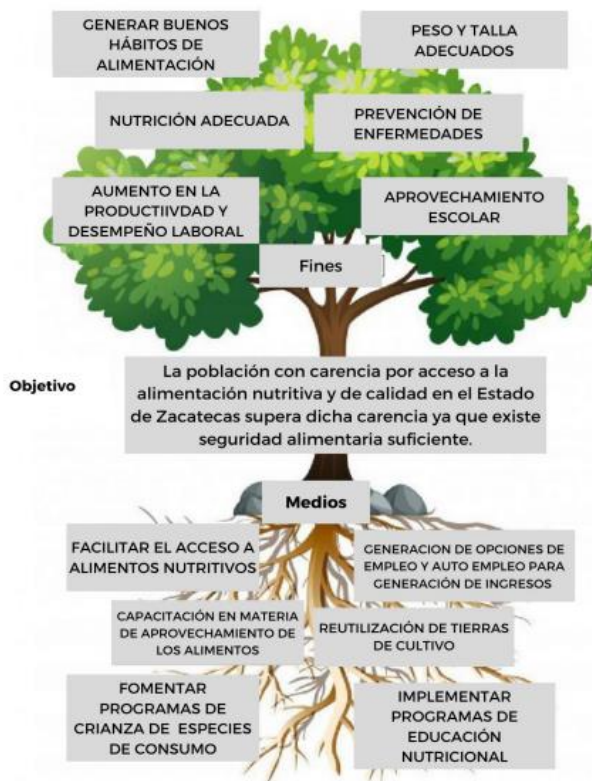 GENERAR BUENOS
HÁBITOS DE
ALIMENTACIÓN
PESO Y TALLA
ADECUADOS
NUTRICIÓN ADECUADA
PREVENCIÓN DE
ENFERMEDADES
AUMENTO EN LA
PRODUCTIIVDAD Y
DESEMPEÑO LABORAL
APROVECHAMIENTO
ESCOLAR
Fines
Objetivo
La población con carencia por acceso a la
alimentación nutritiva y de calidad en el Estado
de Zacatecas supera dicha carencia ya que existe
seguridad alimentaria suficiente.
Medios
FACILITAR EL ACCESO A
ALIMENTOS NUTRITIVOS
GENERACION DE OPCIONES DE
EMPLEO Y AUTO EMPLEO PARA
GENERACIÓN DE INGRESOS
CAPACITACIÓN EN MATERIA
DE APROVECHAMIENTO DE
LOS ALIMENTOS
REUTILIZACIÓN DE TIERRAS
DE CULTIVO
FOMENTAR
PROGRAMAS DE
CRIANZA DE ESPECIES
DE CONSUMO
IMPLEMENTAR
PROGRAMAS DE
EDUCACIÓN
NUTRICIONAL